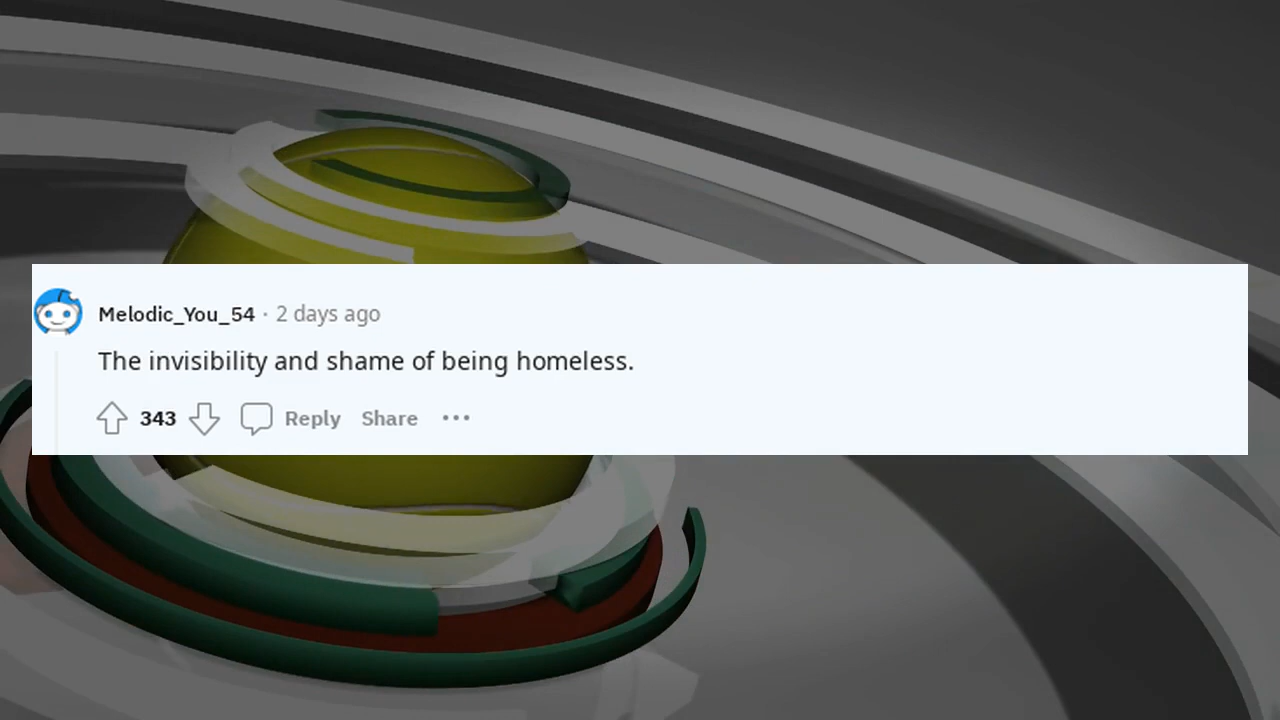 Melodic_You_54 · 2 days ago
The invisibility and shame of being homeless.
343 Reply Share ···